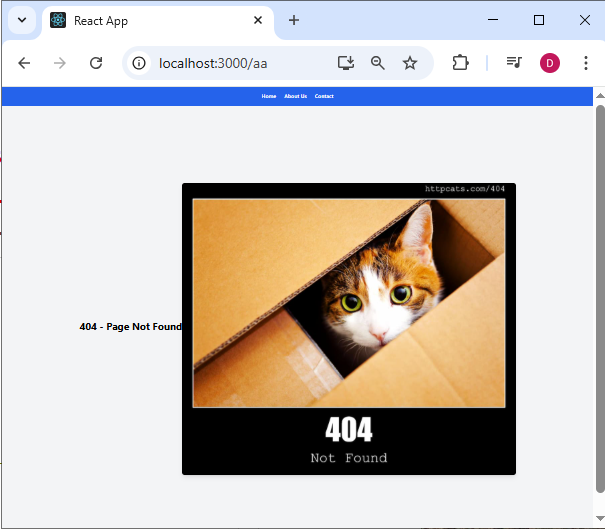 React App
localhost:3000/aa
D
Home About Us Contact
httpcats.com/404
404 - Page Not Found
404
Not Found